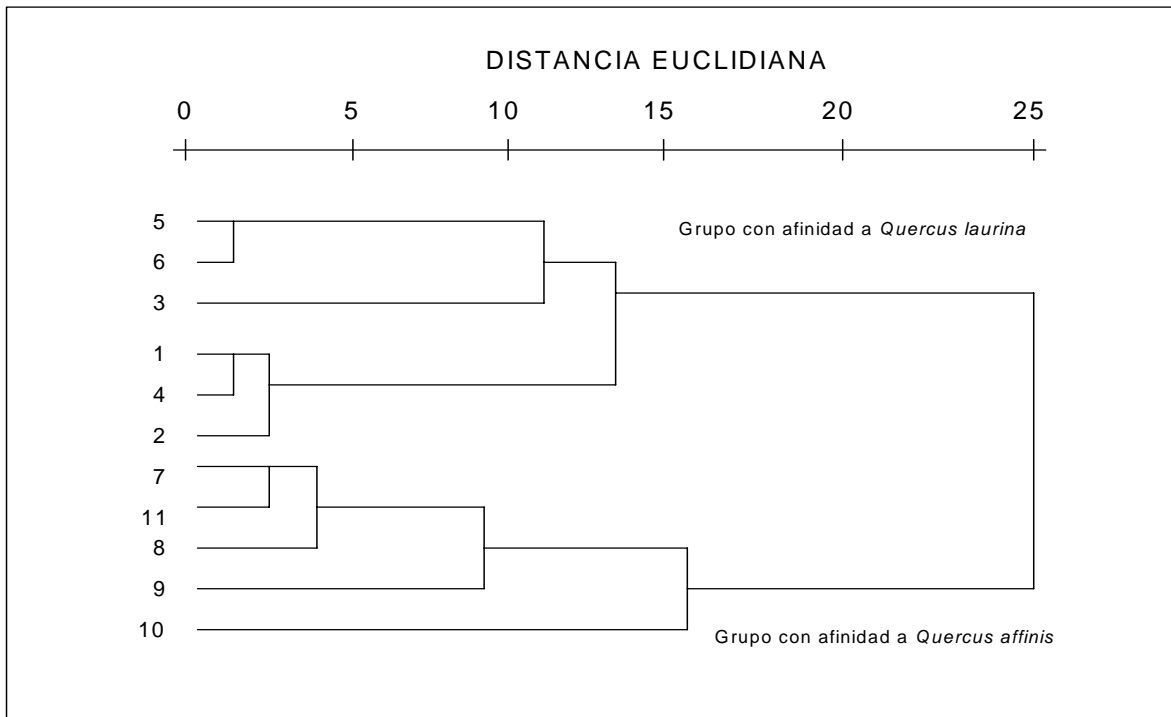 DISTANCIA EUCLIDIANA
0 5 10 15 20 25
5
Grupo con afinidad a Quercus laurina
6
3
1
4
2
7
11
8
9
10
Grupo con afinidad a Quercus affinis